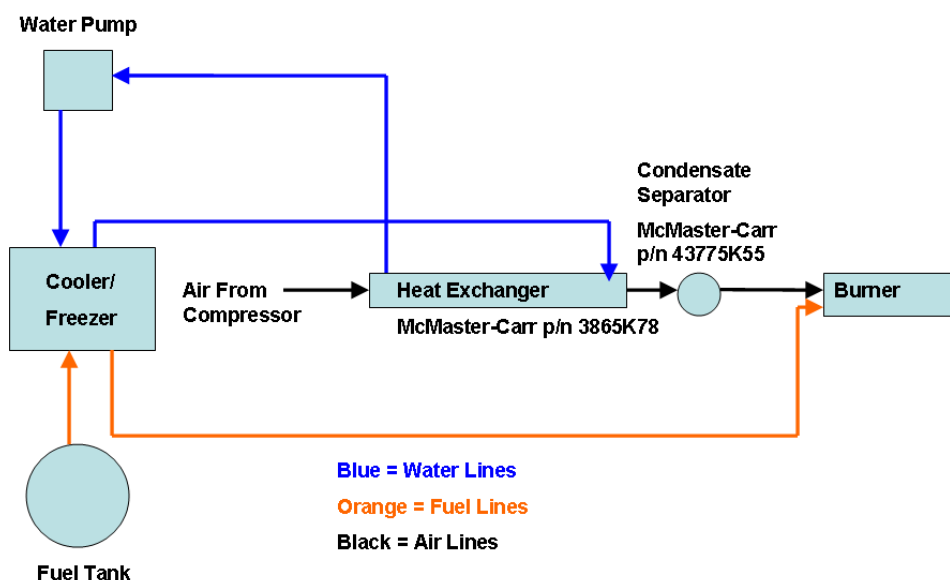 Water Pump
Condensate
Separator
McMaster-Carr
p/n 43775K55
Cooler/
Freezer
Air From
Compressor
Heat Exchanger
Burner
McMaster-Carr p/n 3865K78
Blue = Water Lines
Orange = Fuel Lines
Black = Air Lines
Fuel Tank